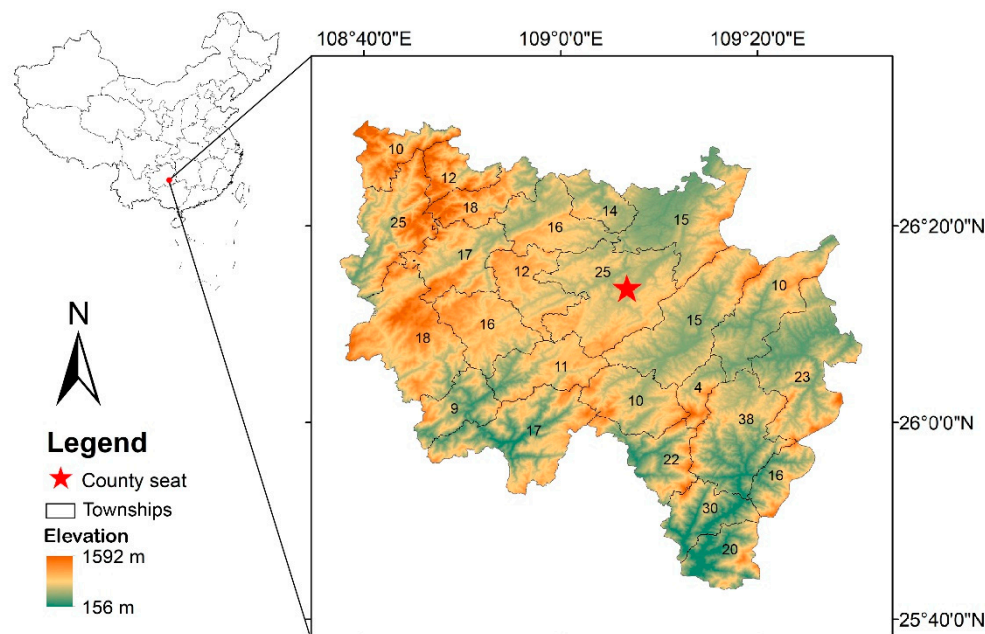 108°40'0"E
109°0'0"E
109°20'0"E
10
12
18
25
17
16
14
15
12
25
26°20'0"N
10
15
18
16
11
10
4
23
9
17
38
26°0'0"N
22
16
30
20
25°40'0"N
N
Legend
County seat
Townships
Elevation
1592 m
156 m